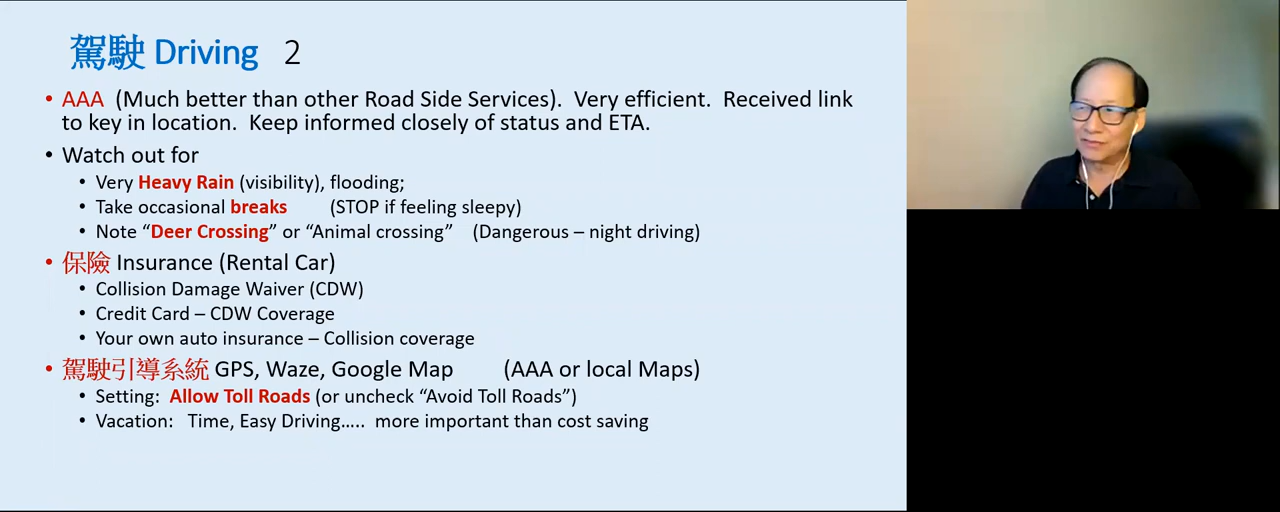 駕駛 Driving 2
• AAA (Much better than other Road Side Services). Very efficient. Received link
to key in location. Keep informed closely of status and ETA.
• Watch out for
• Very Heavy Rain (visibility), flooding;
• Take occasional breaks (STOP if feeling sleepy)
• Note “Deer Crossing” or “Animal crossing” (Dangerous – night driving)
• 保險 Insurance (Rental Car)
• Collision Damage Waiver (CDW)
• Credit Card – CDW Coverage
• Your own auto insurance – Collision coverage
• 駕駛引導系統 GPS, Waze, Google Map (AAA or local Maps)
• Setting: Allow Toll Roads (or uncheck “Avoid Toll Roads”)
• Vacation: Time, Easy Driving….. more important than cost saving